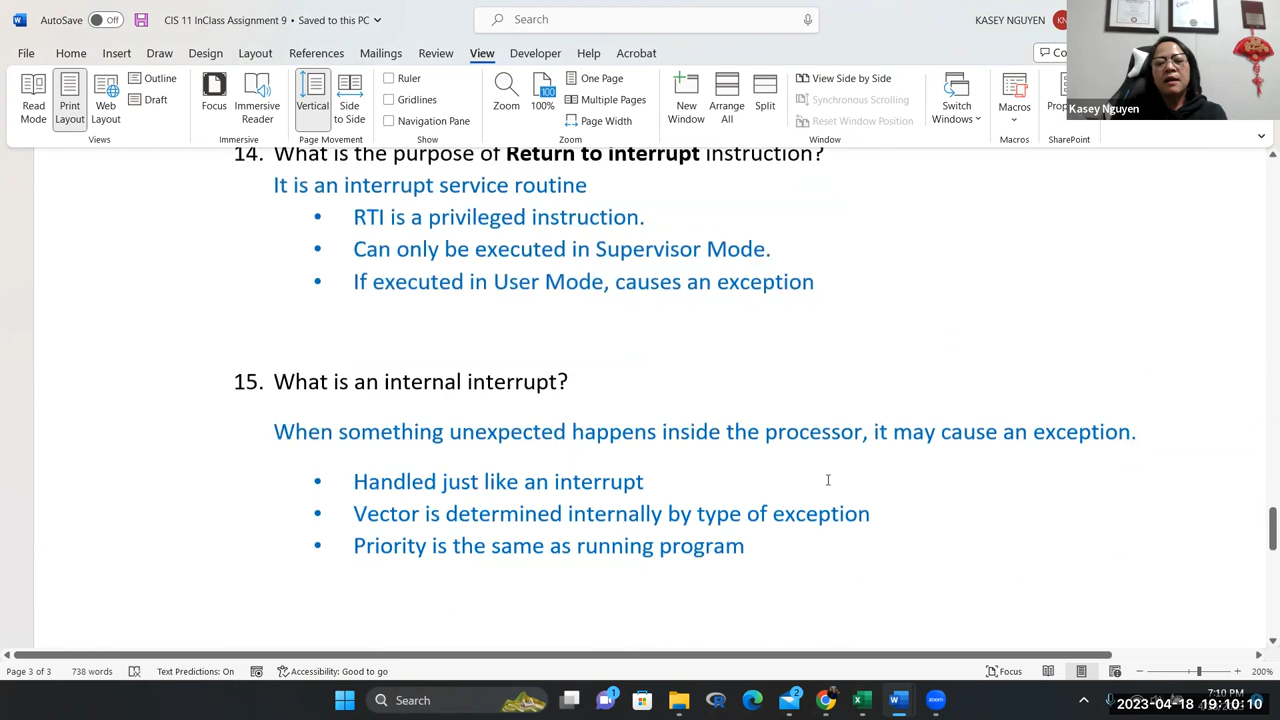 AutoSave Off CIS 11 InClass Assignment 9 • Saved to this PC Search KASEY NGUYEN KN
File Home Insert Draw Design Layout References Mailings Review View Developer Help Acrobat
Read Mode
Print Layout
Web Layout
Outline
Draft
Views
Focus
Immersive Reader
Immersive
Vertical
Side to Side
Page Movement
Ruler
Gridlines
Navigation Pane
Show
Zoom
100
100%
One Page
Multiple Pages
Page Width
Zoom
New Window
Arrange All
Split
View Side by Side
Synchronous Scrolling
Reset Window Position
Window
Switch Windows
Macros
Macros
SharePoint
Kasey Nguyen
14. What is the purpose of Return to interrupt instruction?
It is an interrupt service routine
• RTI is a privileged instruction.
• Can only be executed in Supervisor Mode.
• If executed in User Mode, causes an exception
15. What is an internal interrupt?
When something unexpected happens inside the processor, it may cause an exception.
• Handled just like an interrupt
• Vector is determined internally by type of exception
• Priority is the same as running program
Page 3 of 3 738 words Text Predictions: On Accessibility: Good to go Focus 200%
Search 1 2 zoom 7:10 PM
2023-04-18 19:10:10